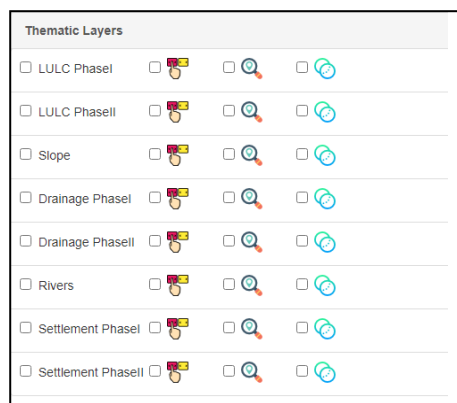 Thematic Layers
LULC PhaseI
LULC PhaseII
Slope
Drainage PhaseI
Drainage PhaseII
Rivers
Settlement PhaseI
Settlement PhaseII